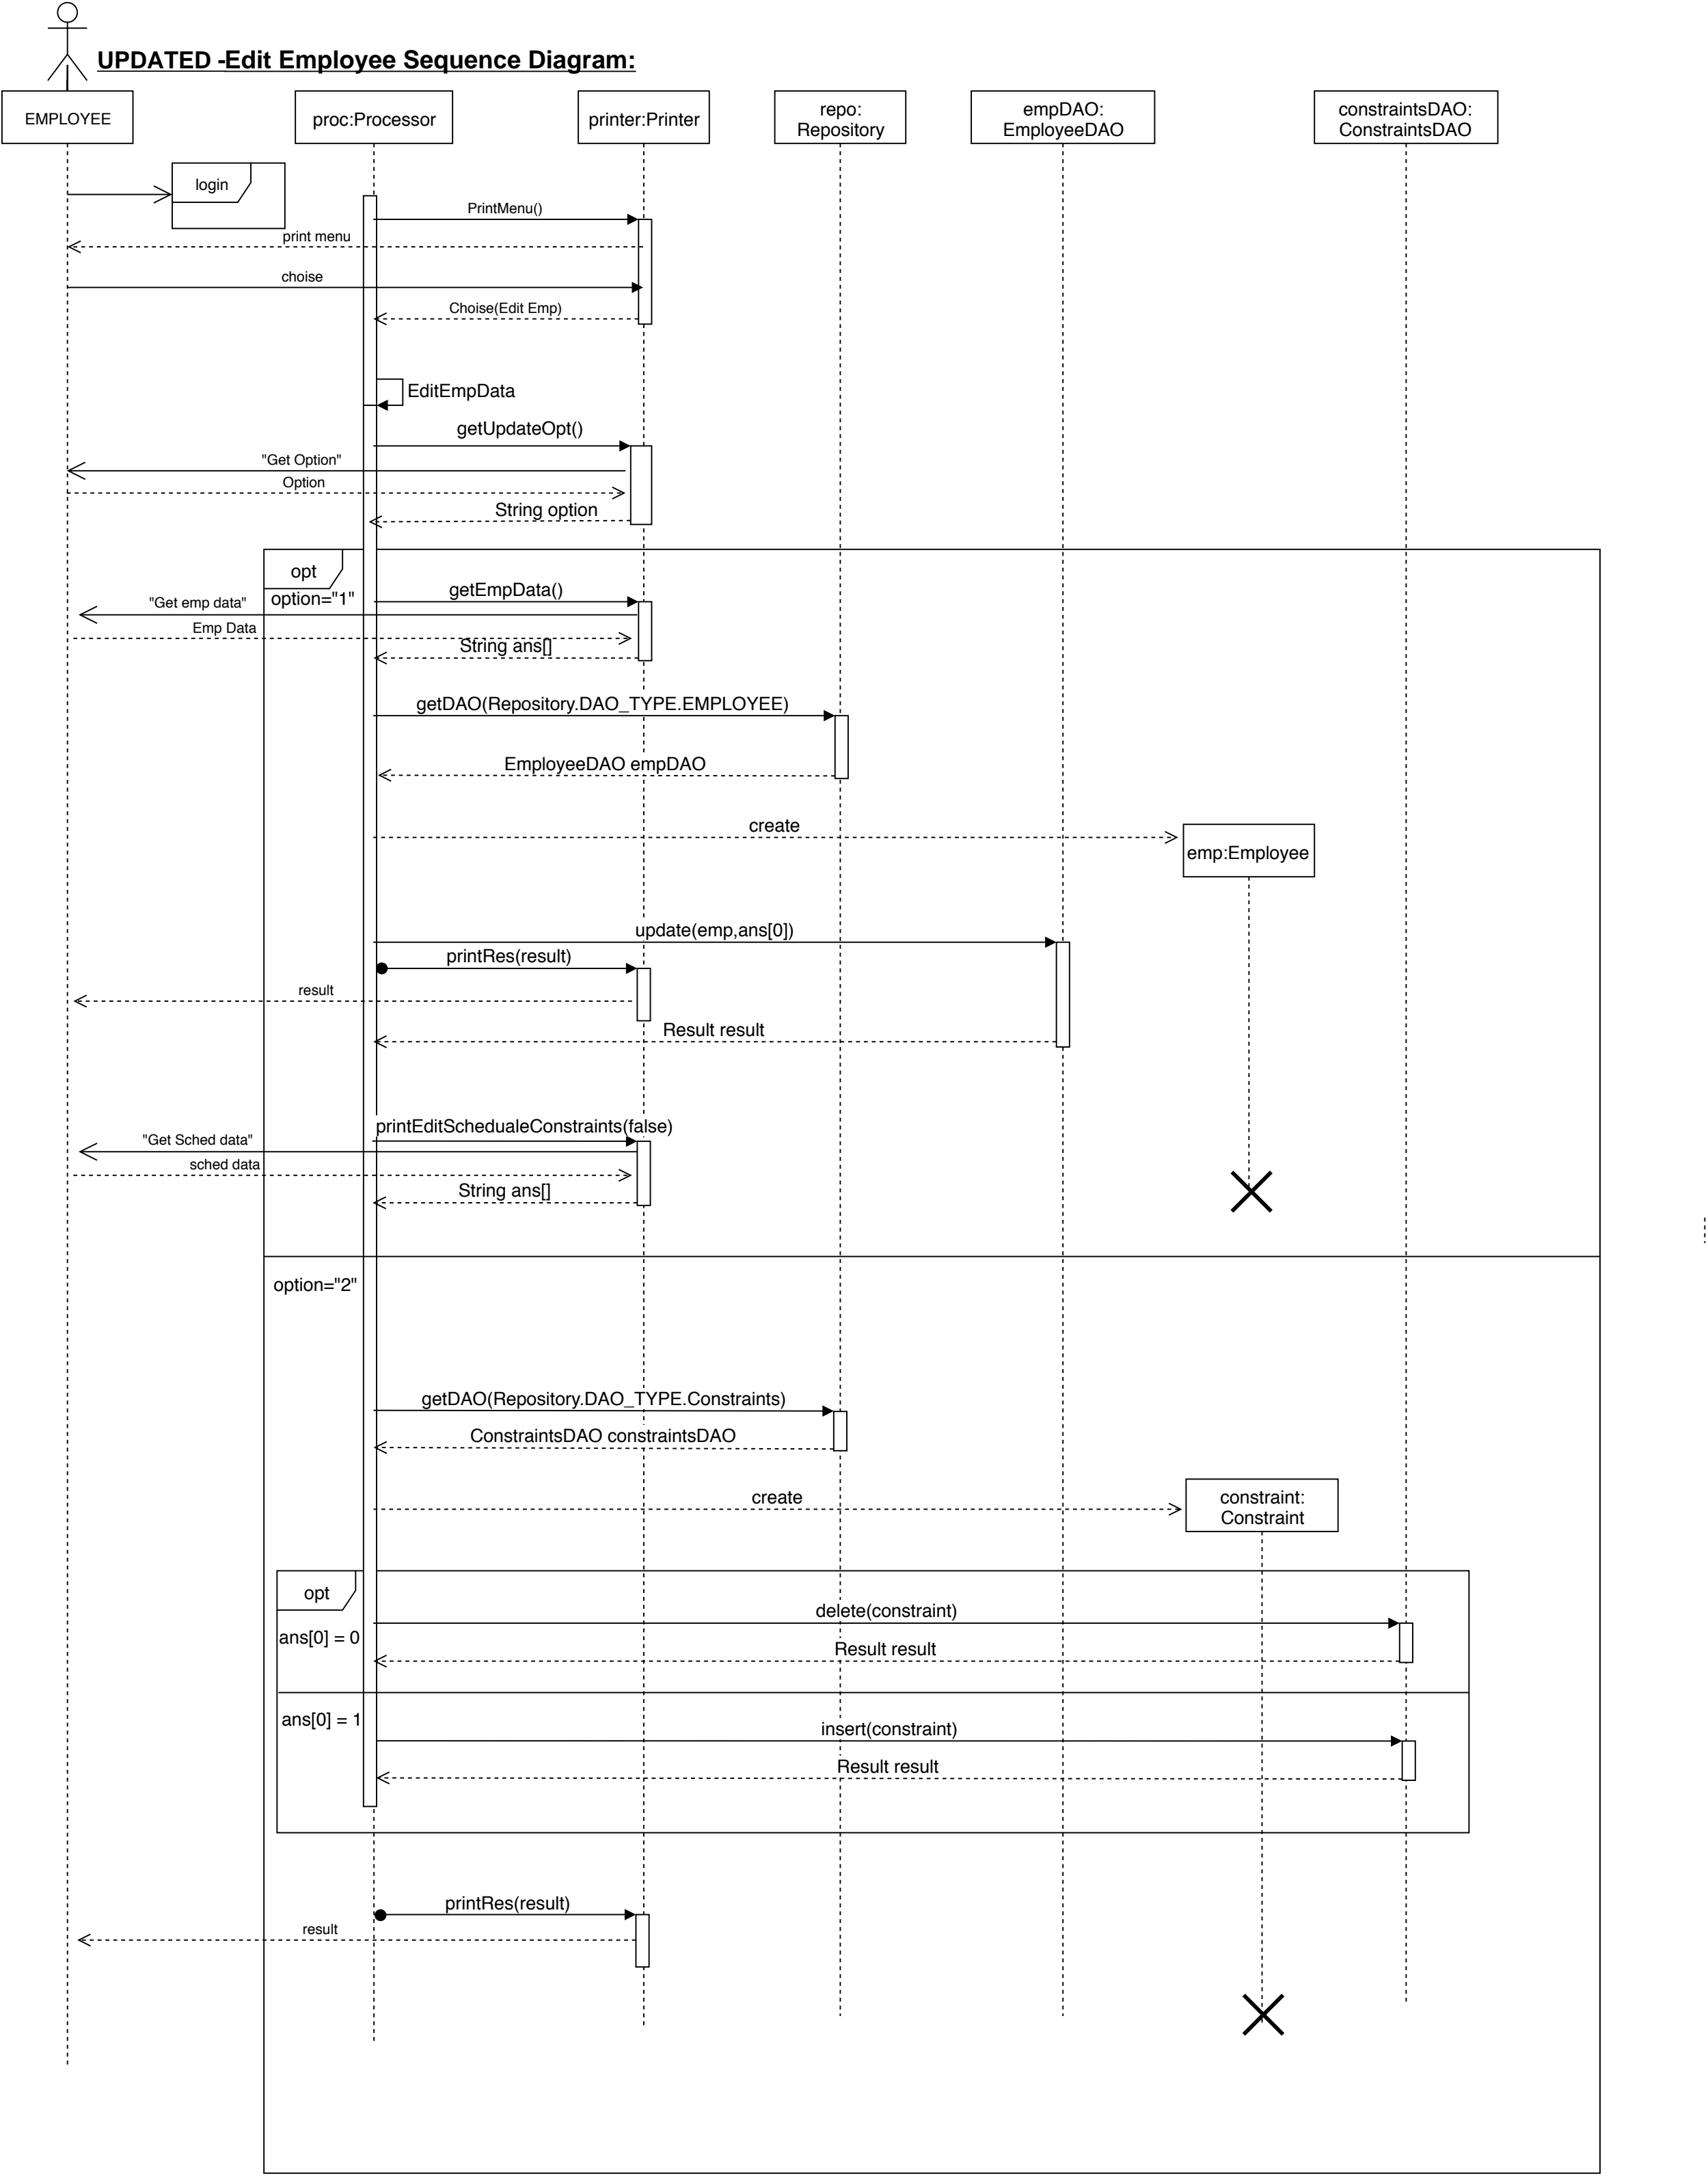 UPDATED -Edit Employee Sequence Diagram:
EMPLOYEE
proc:Processor
printer:Printer
repo:
Repository
empDAO:
EmployeeDAO
constraintsDAO:
ConstraintsDAO
login
PrintMenu()
print menu
choise
Choise(Edit Emp)
EditEmpData
getUpdateOpt()
"Get Option"
Option
String option
opt
option="1"
getEmpData()
"Get emp data"
Emp Data
String ans[]
getDAO(Repository.DAO_TYPE.EMPLOYEE)
EmployeeDAO empDAO
create
emp:Employee
update(emp,ans[0])
printRes(result)
result
Result result
printEditSchedualeConstraints(false)
"Get Sched data"
sched data
String ans[]
option="2"
getDAO(Repository.DAO_TYPE.Constraints)
ConstraintsDAO constraintsDAO
create
constraint:
Constraint
opt
delete(constraint)
ans[0] = 0
Result result
ans[0] = 1
insert(constraint)
Result result
printRes(result)
result